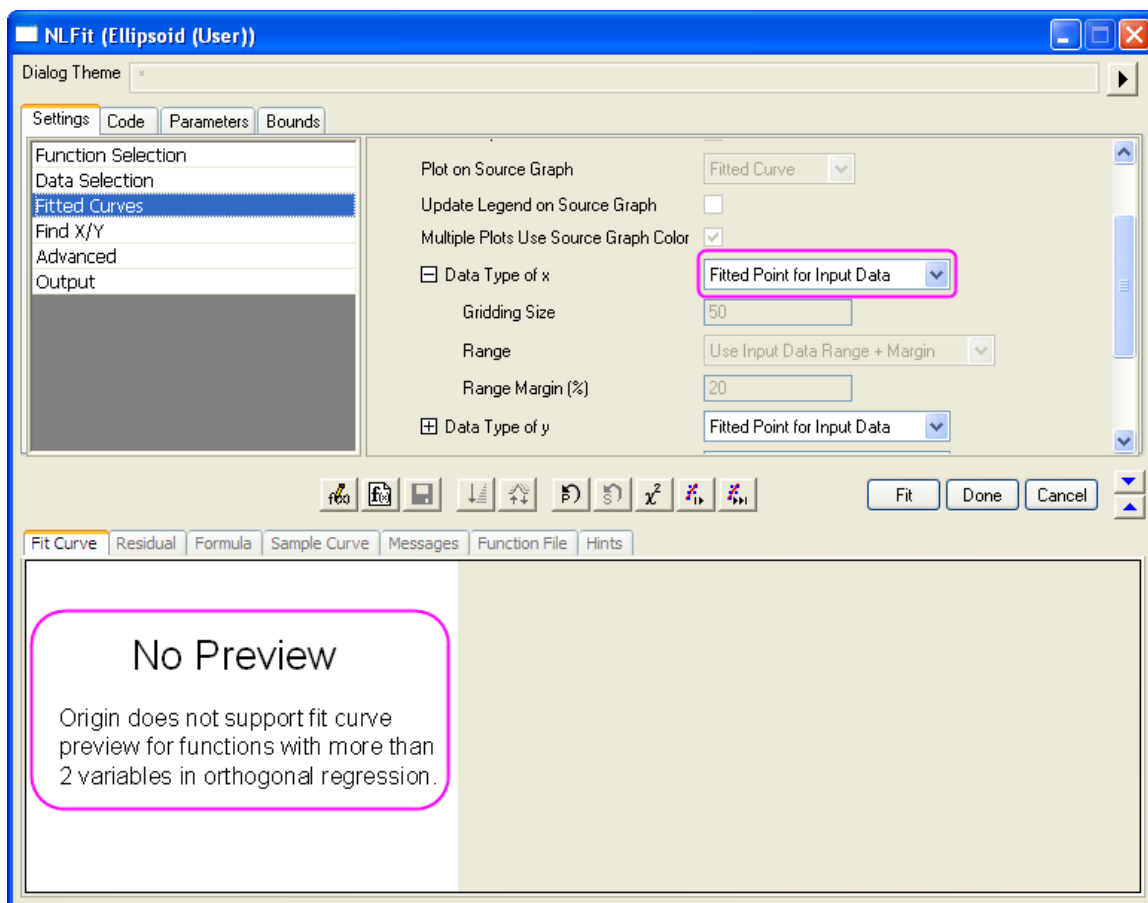 NLFit (Ellipsoid (User))
Dialog Theme *
Settings Code Parameters Bounds
Function Selection
Data Selection
Fitted Curves
Find X/Y
Advanced
Output
Plot on Source Graph Fitted Curve
Update Legend on Source Graph
Multiple Plots Use Source Graph Color
Data Type of x Fitted Point for Input Data
Gridding Size 50
Range Use Input Data Range + Margin
Range Margin (%) 20
Data Type of y Fitted Point for Input Data
Fit Done Cancel
Fit Curve Residual Formula Sample Curve Messages Function File Hints
No Preview
Origin does not support fit curve
preview for functions with more than
2 variables in orthogonal regression.